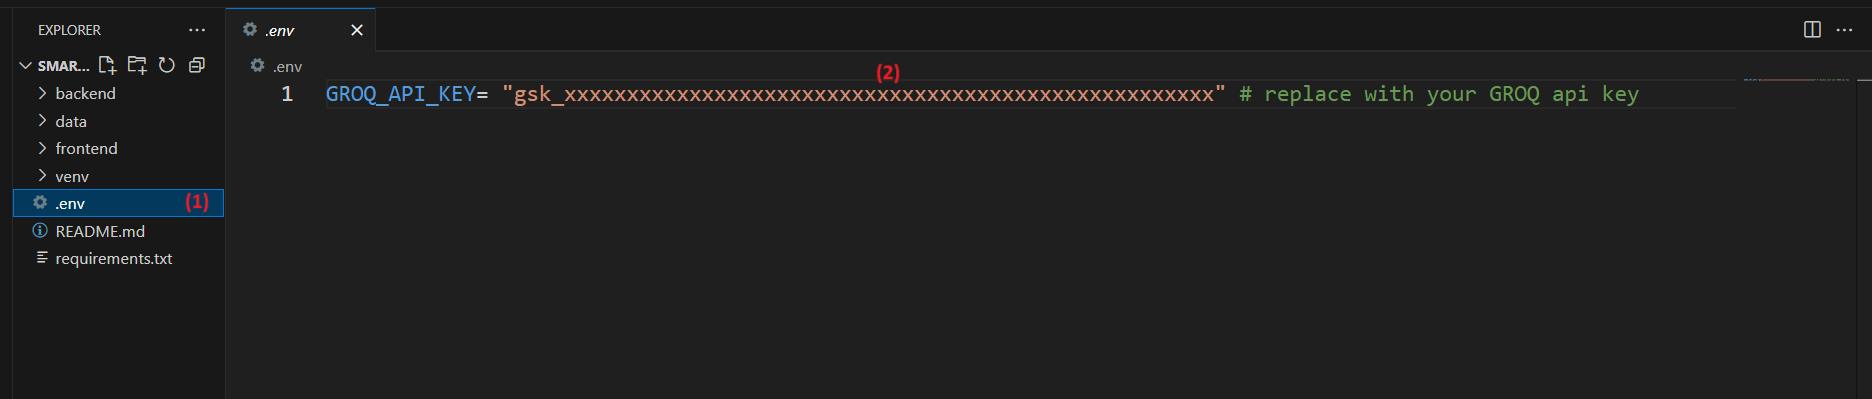 EXPLORER ...
SMAR...
backend
data
frontend
venv
.env (1)
README.md
requirements.txt
.env
.env
(2)
1 GROQ_API_KEY= "gsk_xxxxxxxxxxxxxxxxxxxxxxxxxxxxxxxxxxxxxxxxxxxxxxxxxxxx" # replace with your GROQ api key